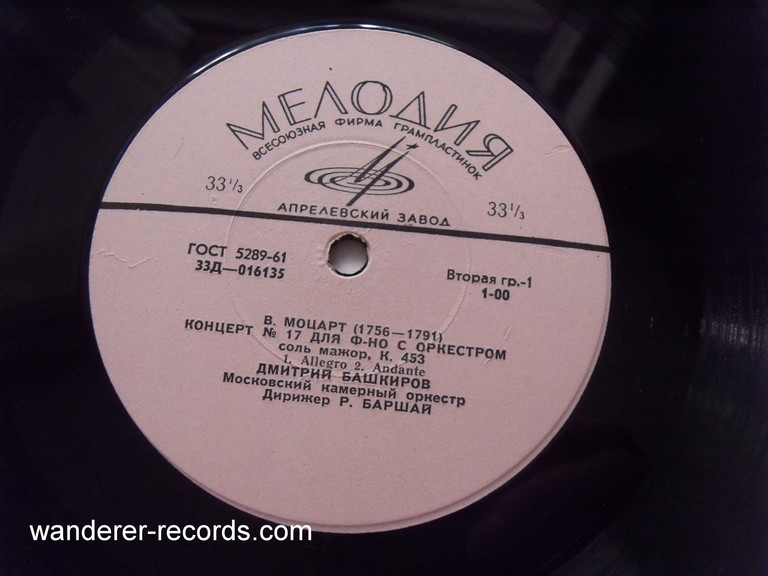 МЕЛОДИЯ
ВСЕСОЮЗНАЯ ФИРМА ГРАМПЛАСТИНОК
33 1/3
33 1/3
АПРЕЛЕВСКИЙ ЗАВОД
ГОСТ 5289-61
33Д—016135
Вторая гр.-1
1-00
В. МОЦАРТ (1756—1791)
КОНЦЕРТ № 17 ДЛЯ Ф-НО С ОРКЕСТРОМ
соль мажор, К. 453
1. Allegro 2. Andante
ДМИТРИЙ БАШКИРОВ
Московский камерный оркестр
Дирижер Р. БАРШАЙ
wanderer-records.com